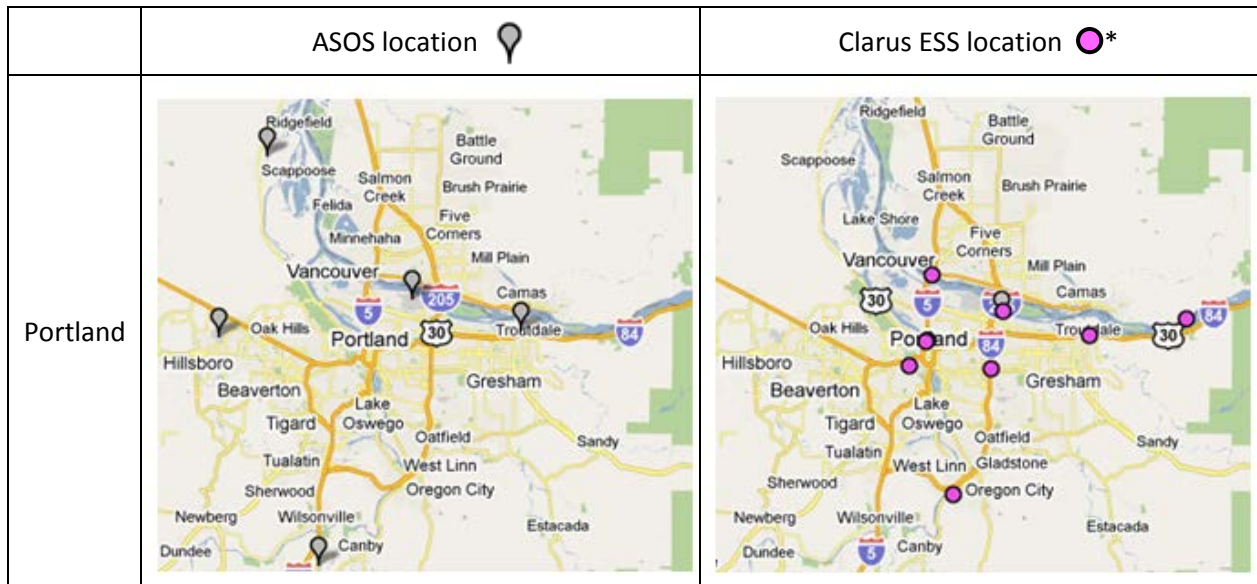 ASOS location
Clarus ESS location *
Portland
Ridgefield
Battle
Ground
Scappoose
Salmon
Creek
Brush Prairie
Felida
Five
Corners
Minnehaha
Mill Plain
Vancouver
205
Camas
5
30
Oak Hills
Portland
Troutdale
84
Hillsboro
Beaverton
Gresham
Lake
Oswego
Tigard
Oatfield
Sandy
Tualatin
West Linn
Sherwood
Oregon City
Newberg
Wilsonville
Estacada
Dundee
Canby
Ridgefield
Battle
Ground
Scappoose
Salmon
Creek
Brush Prairie
Lake Shore
Five
Corners
Vancouver
Mill Plain
30
5
Camas
84
Oak Hills
Portland
84
Troutdale
30
Hillsboro
Beaverton
Gresham
Lake
Oswego
Tigard
Oatfield
Sandy
Tualatin
West Linn
Gladstone
Sherwood
Oregon City
Newberg
Wilsonville
Estacada
Dundee
5
Canby